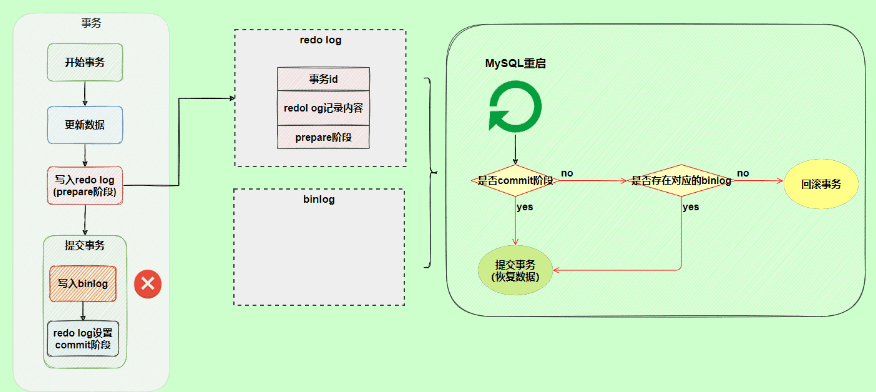 事务
开始事务
更新数据
写入redo log
(prepare阶段)
提交事务
写入binlog
redo log设置
commit阶段
redo log
事务id
redol og记录内容
prepare阶段
binlog
MySQL重启
是否commit阶段
no
是否存在对应的binlog
no
回滚事务
yes
yes
提交事务
(恢复数据)